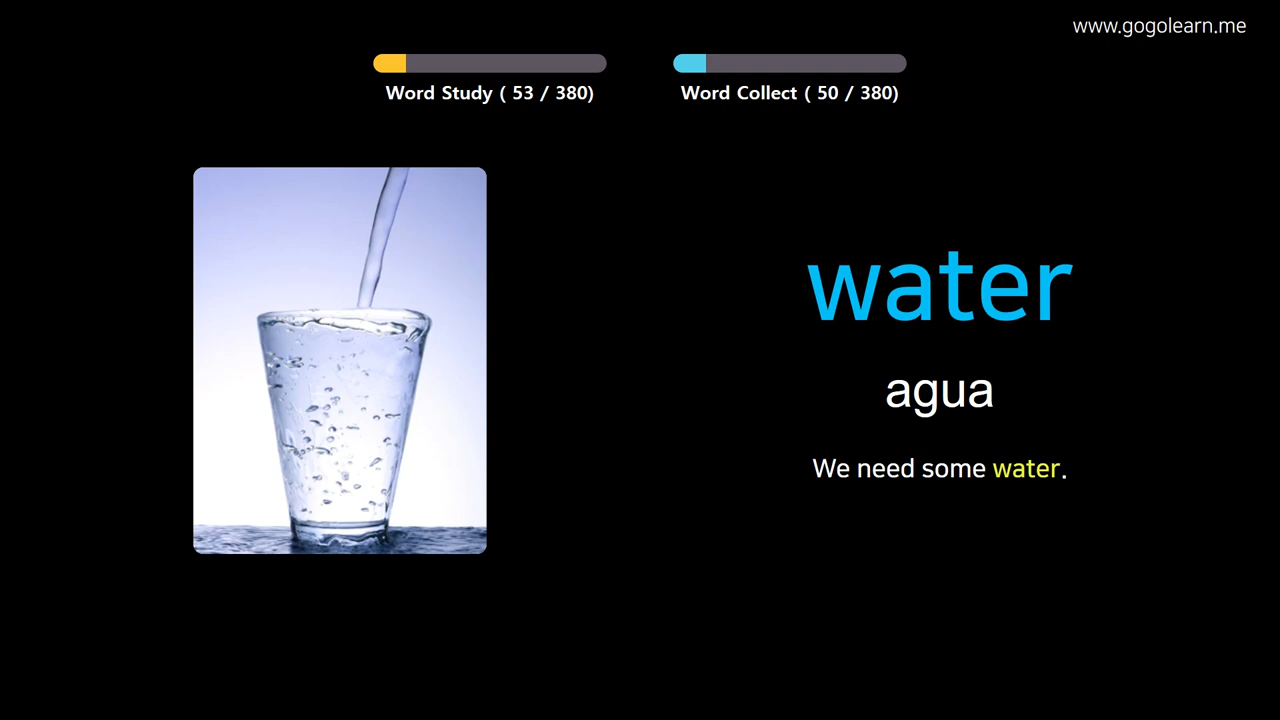 www.gogolearn.me
Word Study ( 53 / 380)
Word Collect ( 50 / 380)
water
agua
We need some water.